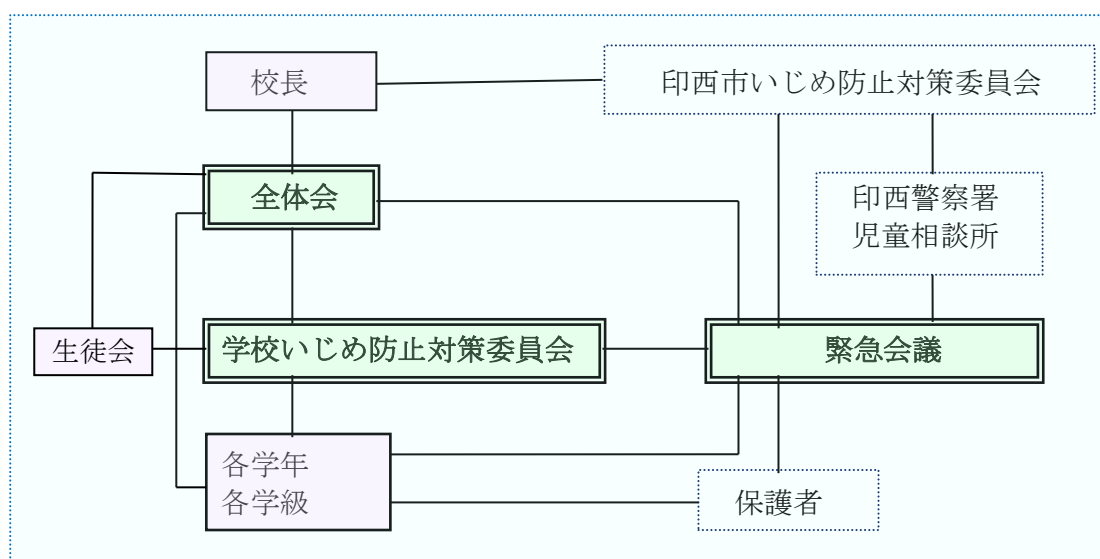 校長
印西市いじめ防止対策委員会
全体会
印西警察署
児童相談所
生徒会
学校いじめ防止対策委員会
緊急会議
各学年
各学級
保護者